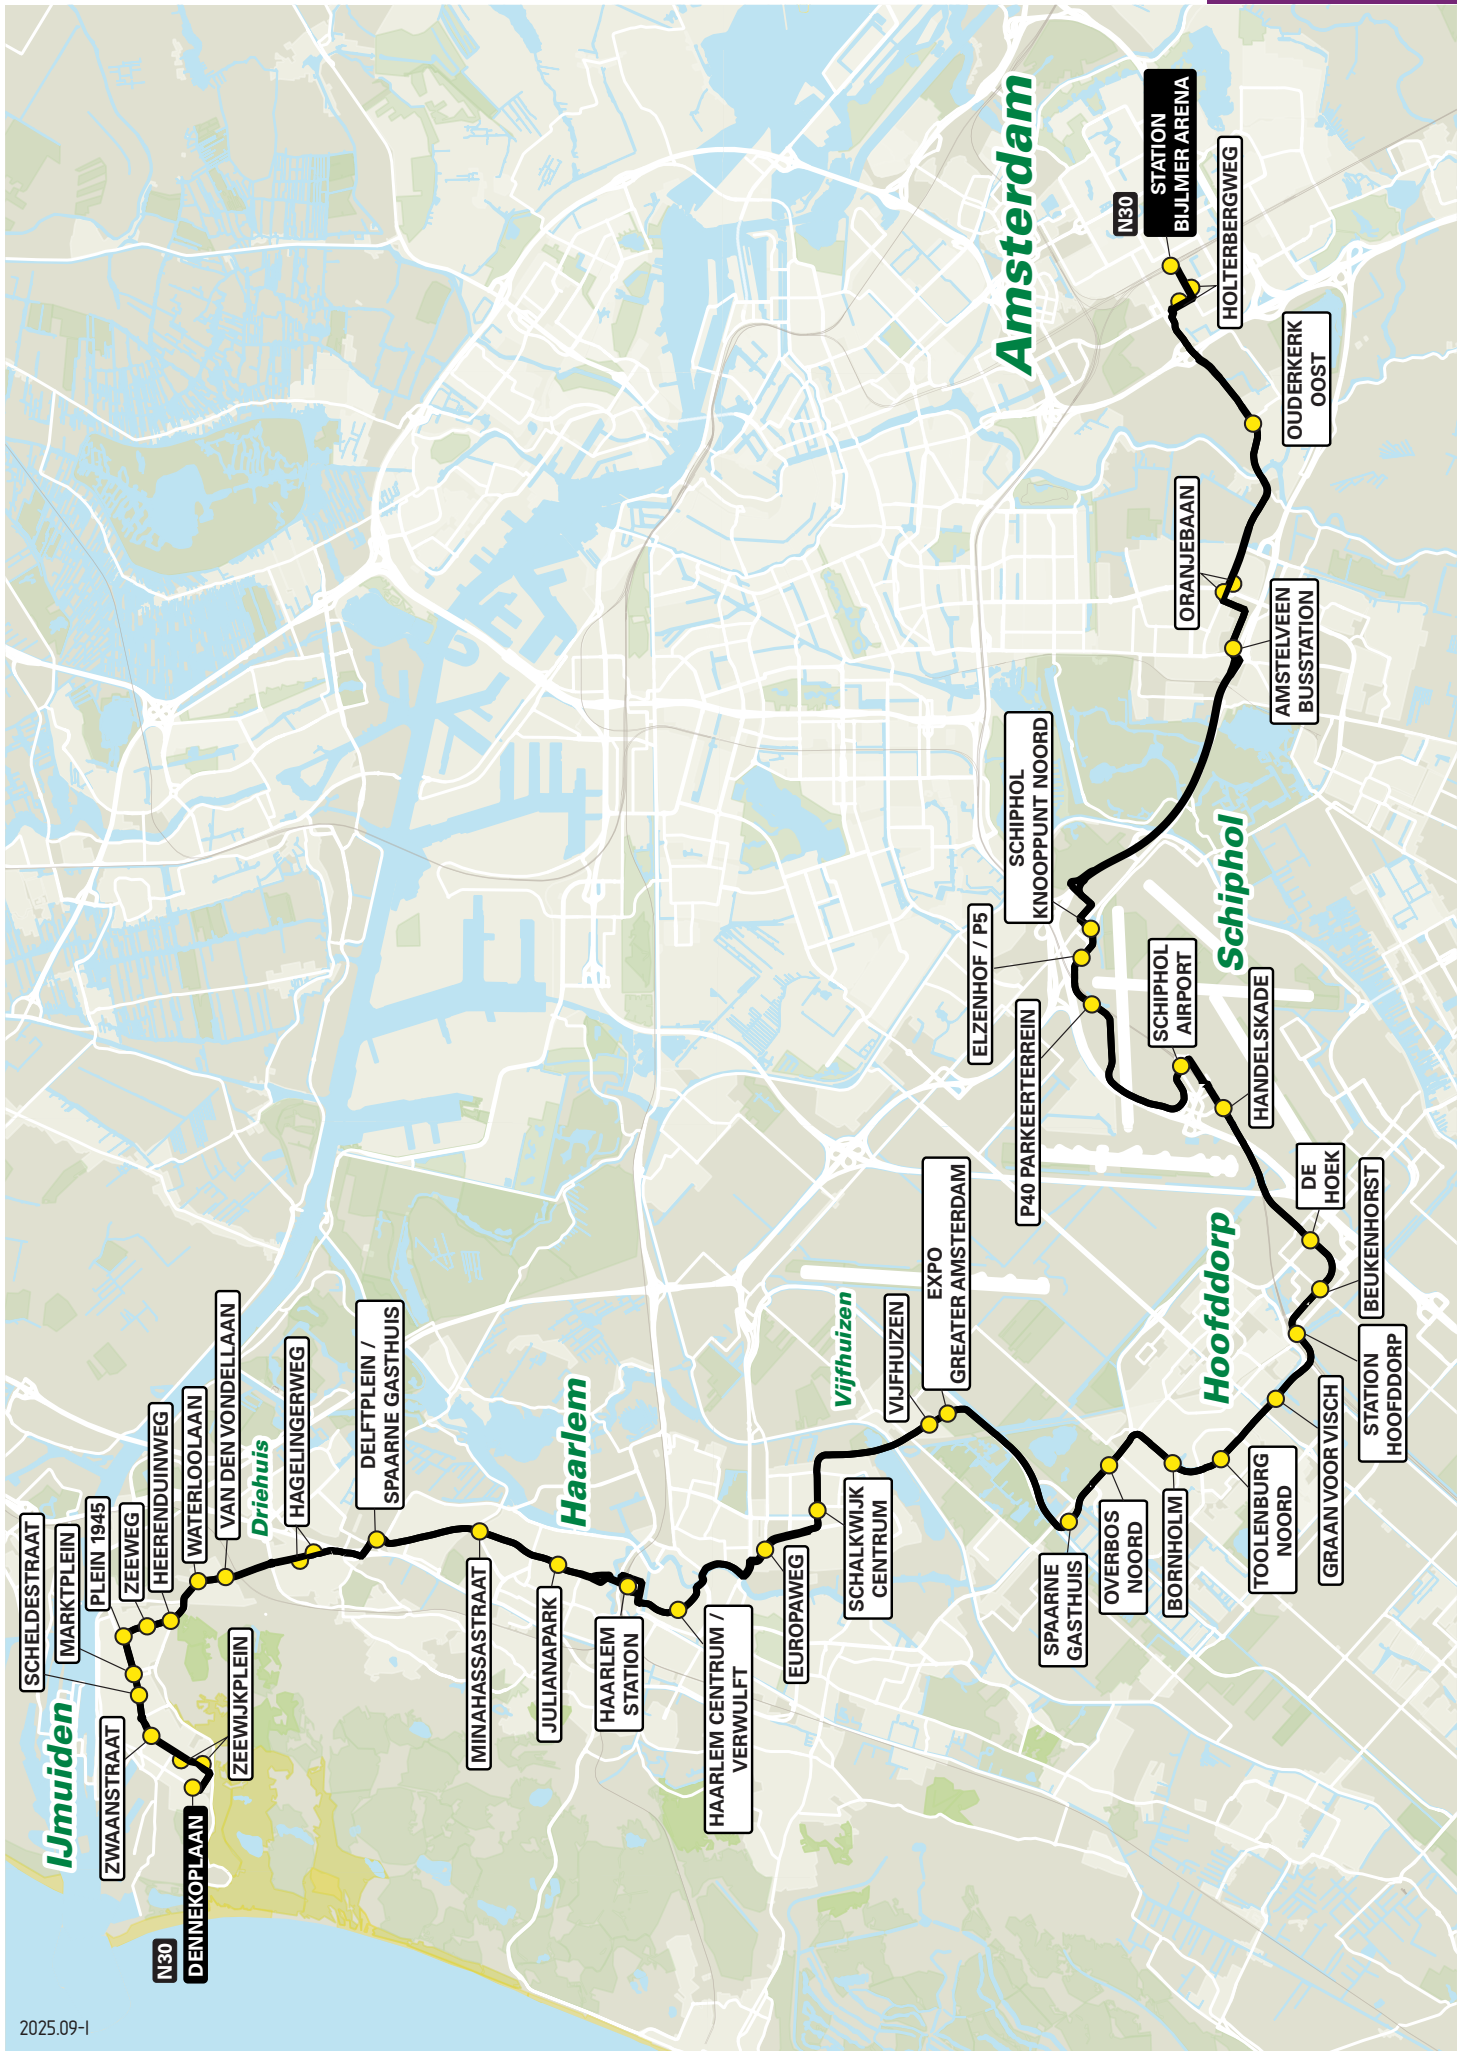 IJmuiden
N30
DENNEKOPLAAN
ZEEWIJKPLEIN
ZWAANSTRAAT
SCHELDESTRAAT
MARKTPLEIN
PLEIN 1945
ZEEWEG
HEERENDUINWEG
WATERLOOLAAN
VAN DEN VONDELLAAN
Driehuis
HAGELINGERWEG
DELFTPLEIN /
SPAARNE GASTHUIS
MINAHASSASTRAAT
JULIANAPARK
Haarlem
HAARLEM
STATION
HAARLEM CENTRUM /
VERWULFT
EUROPAWEG
SCHALKWIJK
CENTRUM
Vijfhuizen
VIJFHUIZEN
EXPO
GREATER AMSTERDAM
SPAARNE
GASTHUIS
OVERBOS
NOORD
BORNHOLM
TOOLENBURG
NOORD
GRAAN VOOR VISCH
Hoofddorp
STATION
HOOFDDORP
BEUKENHORST
DE
HOEK
HANDELSKADE
Schiphol
SCHIPHOL
AIRPORT
P40 PARKEERTERREIN
ELZENHOF / P5
SCHIPHOL
KNOOPPUNT NOORD
AMSTELVEEN
BUSSTATION
ORANJEBAAN
OUDERKERK
OOST
HOLTERBERGWEG
Amsterdam
N30
STATION
BIJLMER ARENA
2025.09-I